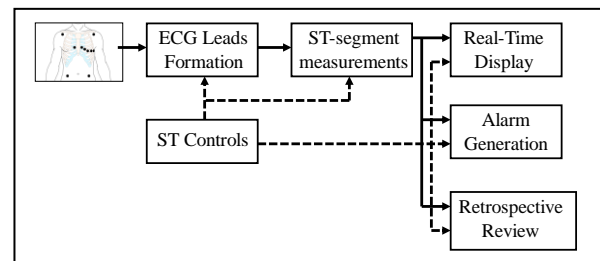 ECG Leads
Formation
ST-segment
measurements
Real-Time
Display
ST Controls
Alarm
Generation
Retrospective
Review